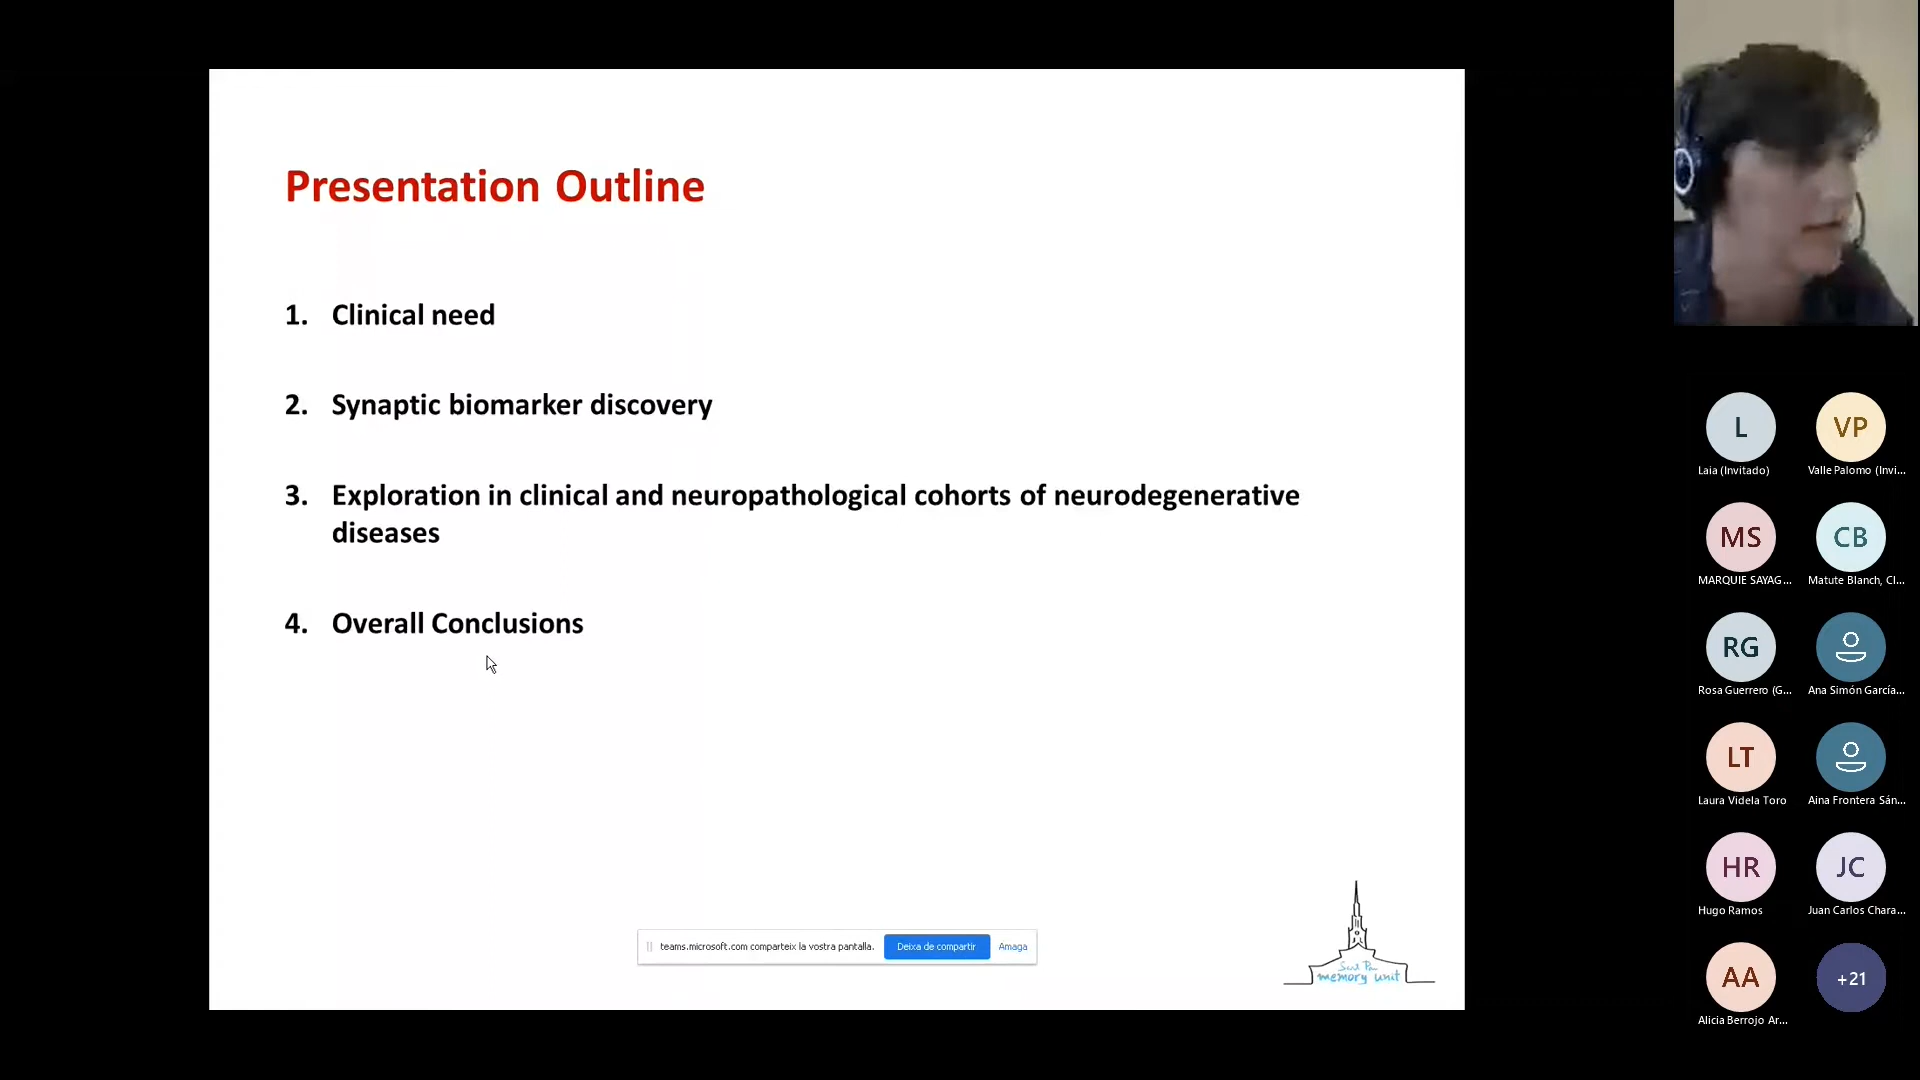 Presentation Outline
1. Clinical need
2. Synaptic biomarker discovery
3. Exploration in clinical and neuropathological cohorts of neurodegenerative
diseases
4. Overall Conclusions
teams.microsoft.com comparteix la vostra pantalla. Deixa de compartir Amaga
Sant Pau
memory unit
L VP
Laia (Invitado) Valle Palomo (Invi...
MS CB
MARQUIE SAYAG... Matute Blanch, Cl...
RG
Rosa Guerrero (G... Ana Simón García...
LT
Laura Videla Toro Aina Frontera Sán...
HR JC
Hugo Ramos Juan Carlos Chara...
AA +21
Alicia Berrojo Ar...